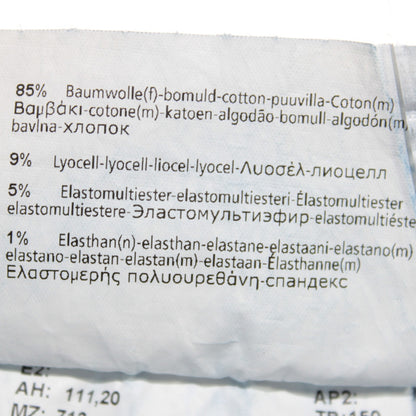 85% Baumwolle(f)-bomuld-cotton-puuvilla-Coton(m)
Βαμβάκι-cotone(m)-katoen-algodão-bomull-algodón(m)
bavlna-хлопок
9% Lyocell-lyocell-liocel-lyocel-Λυοσέλ-лиоцелл
5% Elastomultiester-elastomultiesteri-Élastomultiester
elastomultiestere-Эластомультиэфир-elastomultiéste
1% Elasthan(n)-elasthan-elastane-elastaani-elastano(m)
elastano-elastan-elastan(m)-elastaan-Élasthanne(m)
Ελαστομερής πολυουρεθάνη-спандекс
EZ:
AH: 111,20
AP2: